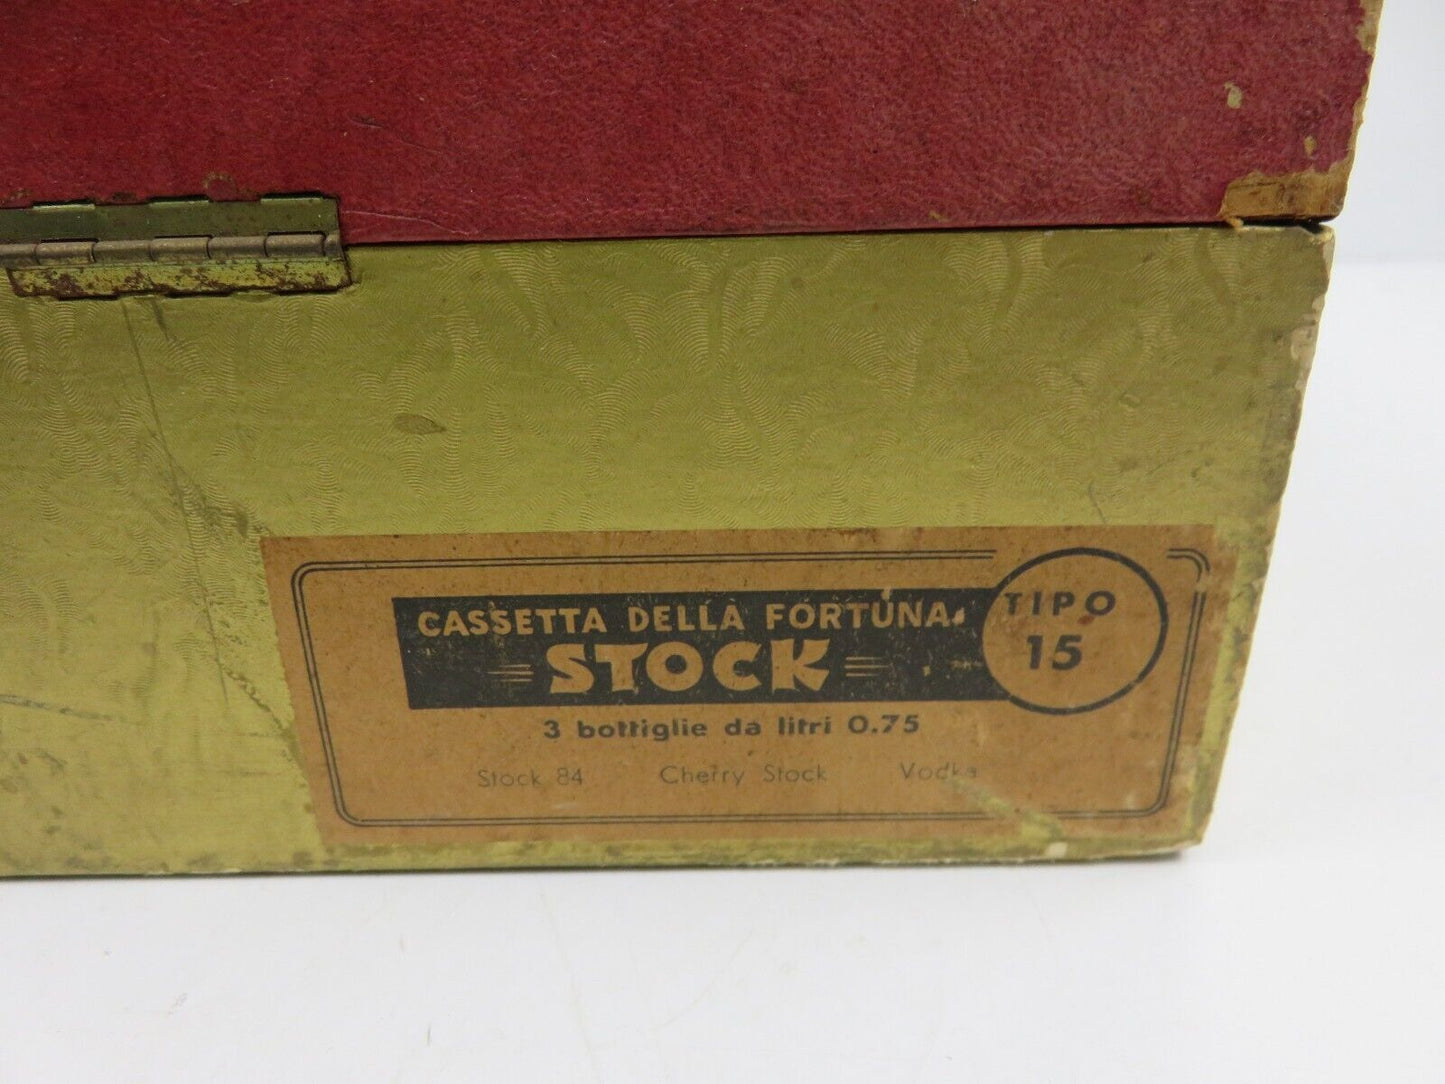 CASSETTA DELLA FORTUNA
STOCK
TIPO
15
3 bottiglie da litri 0.75
Stock 84 Cherry Stock Vodka